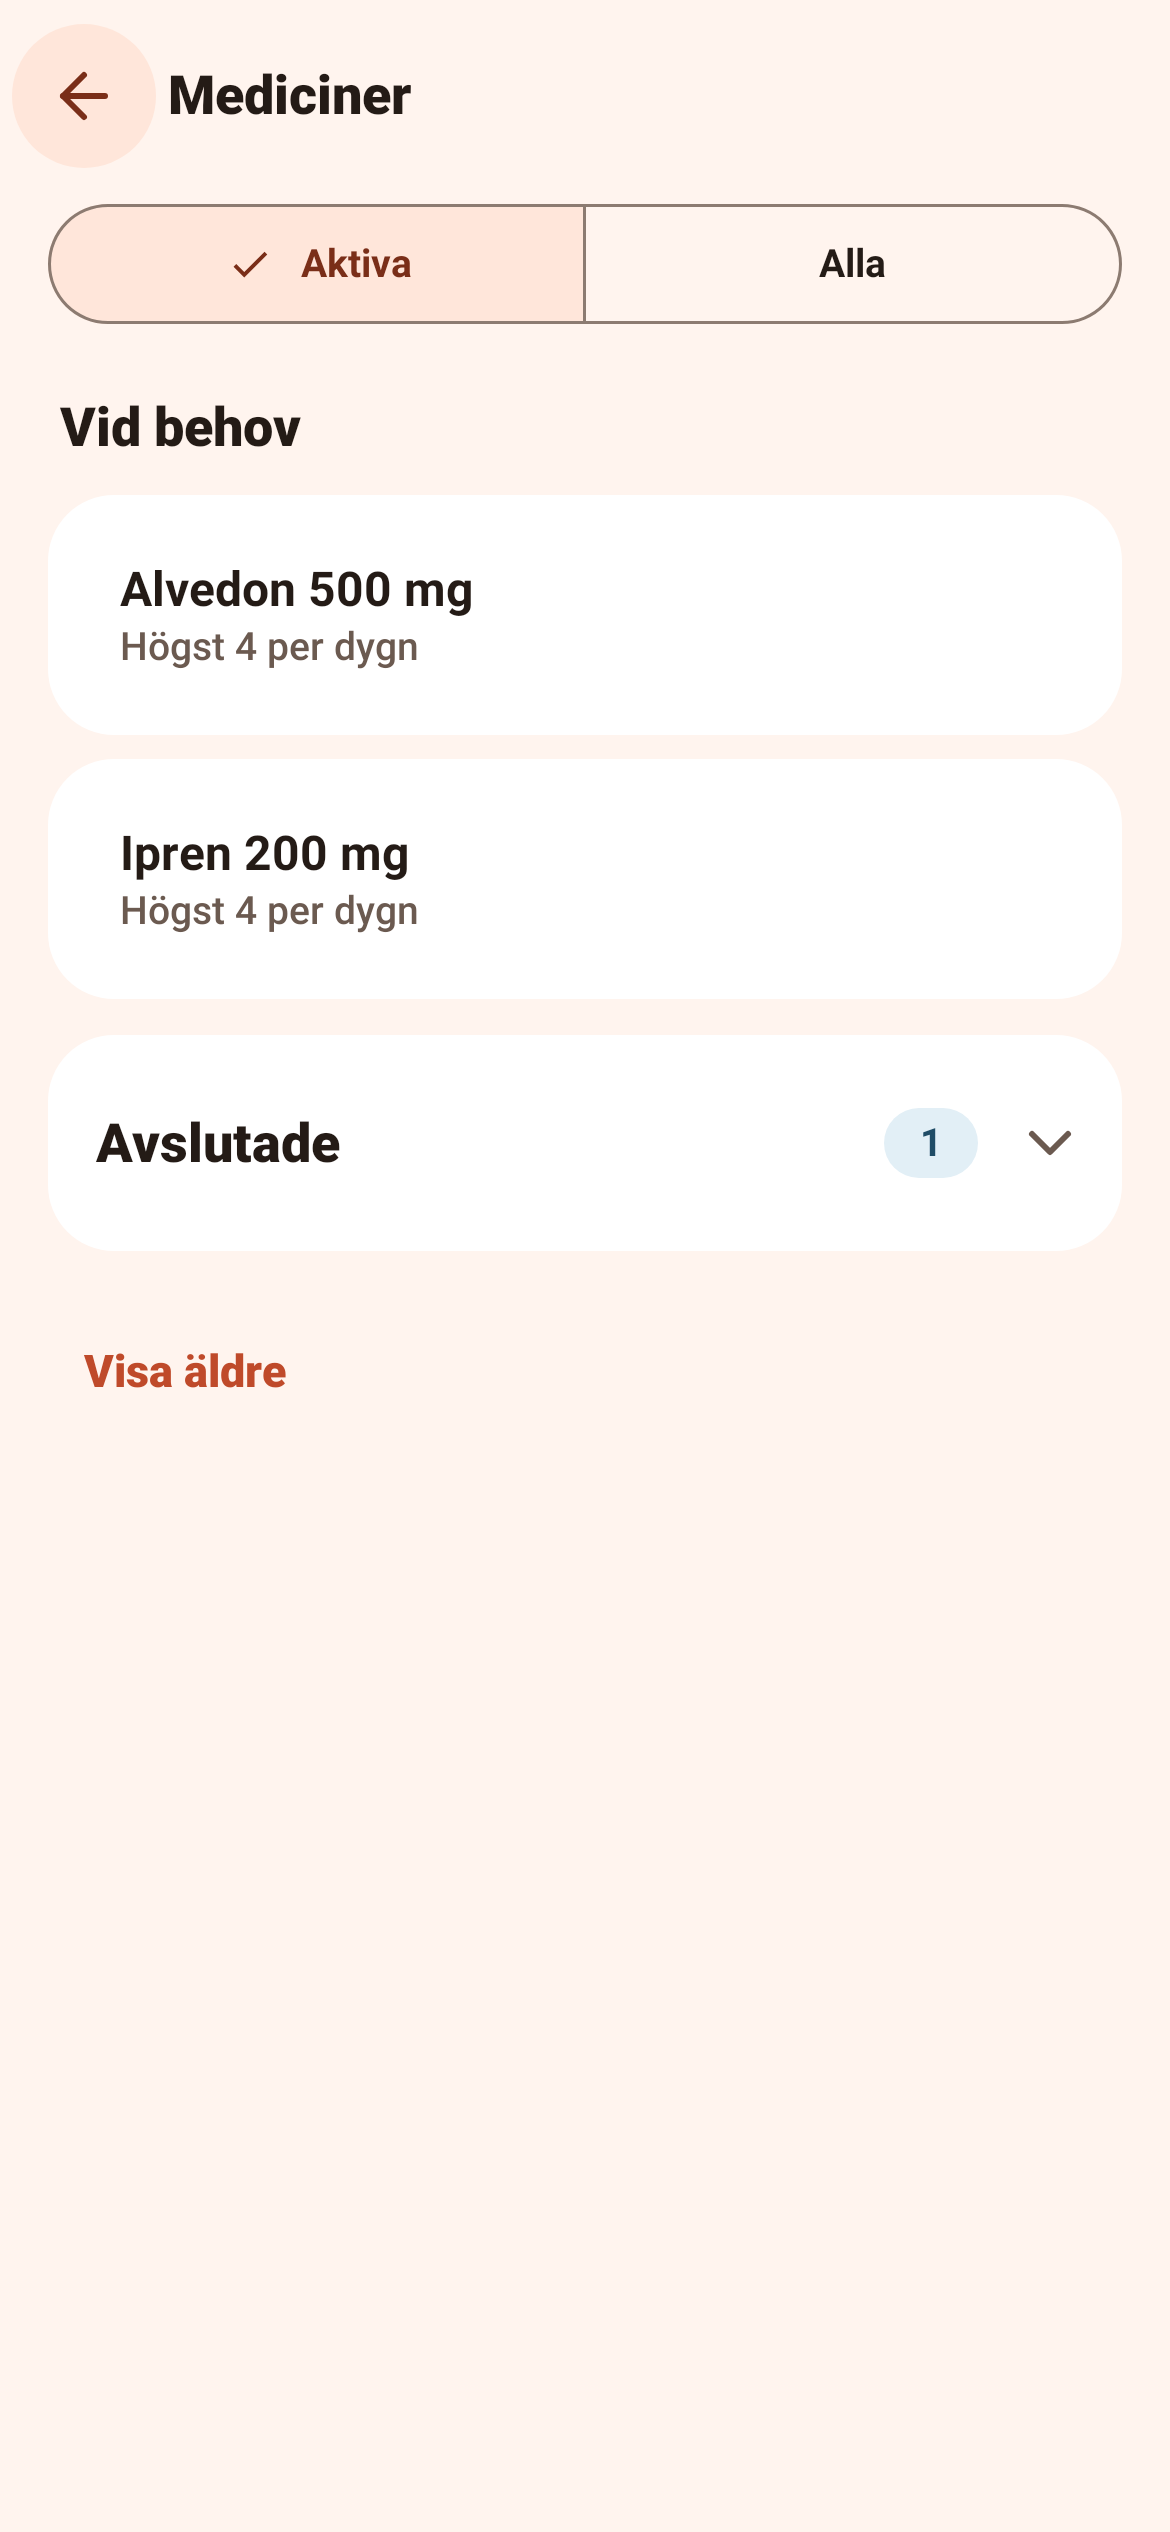 Mediciner
Aktiva
Alla
Vid behov
Alvedon 500 mg
Högst 4 per dygn
Ipren 200 mg
Högst 4 per dygn
Avslutade
1
Visa äldre